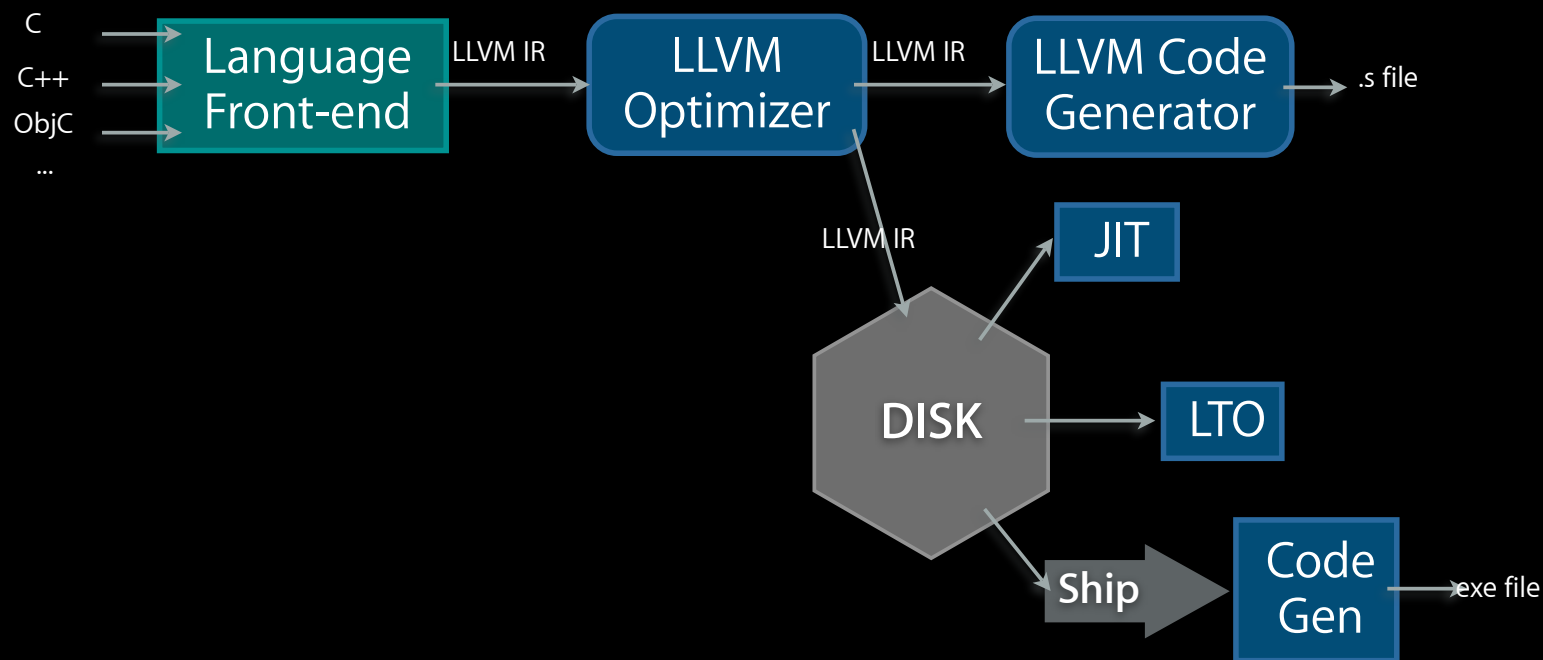 C
C++
ObjC
...
Language
Front-end
LLVM IR
LLVM
Optimizer
LLVM IR
LLVM Code
Generator
.s file
LLVM IR
JIT
DISK
LTO
Ship
Code
Gen
exe file